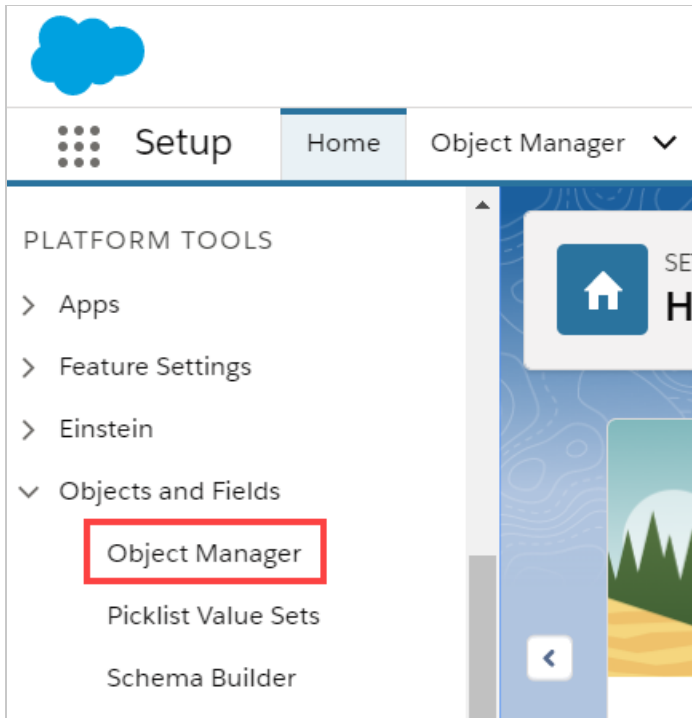 Setup Home Object Manager
PLATFORM TOOLS
Apps
Feature Settings
Einstein
Objects and Fields
Object Manager
Picklist Value Sets
Schema Builder
SE
H